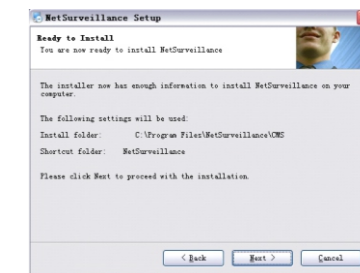 NetSurveillance Setup
Ready to Install
You are now ready to install NetSurveillance
The installer now has enough information to install NetSurveillance on your
computer.
The following settings will be used:
Install folder: C:\Program Files\NetSurveillance\CMS
Shortcut folder: NetSurveillance
Please click Next to proceed with the installation.
< Back Next > Cancel